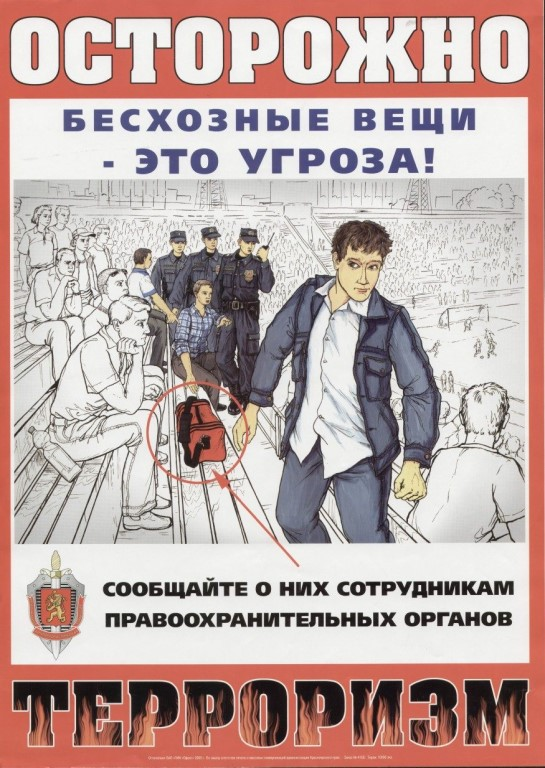 ОСТОРОЖНО
БЕСХОЗНЫЕ ВЕЩИ
- ЭТО УГРОЗА!
СООБЩАЙТЕ О НИХ СОТРУДНИКАМ
ПРАВООХРАНИТЕЛЬНЫХ ОРГАНОВ
ТЕРРОРИЗМ